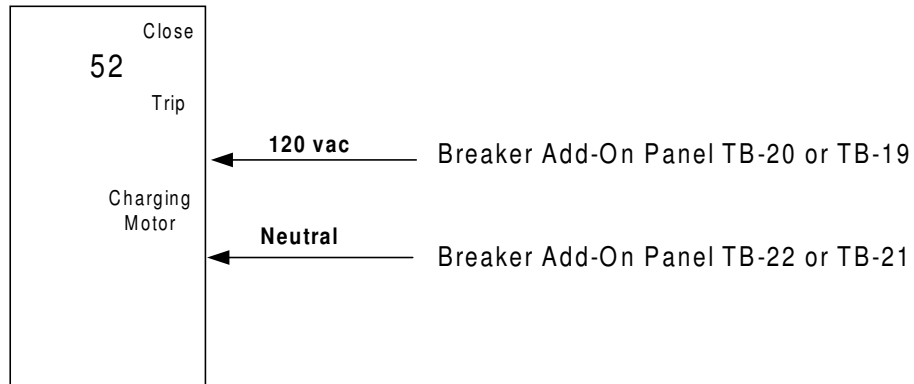 Close
52
Trip
120 vac
Breaker Add-On Panel TB-20 or TB-19
Charging
Motor
Neutral
Breaker Add-On Panel TB-22 or TB-21